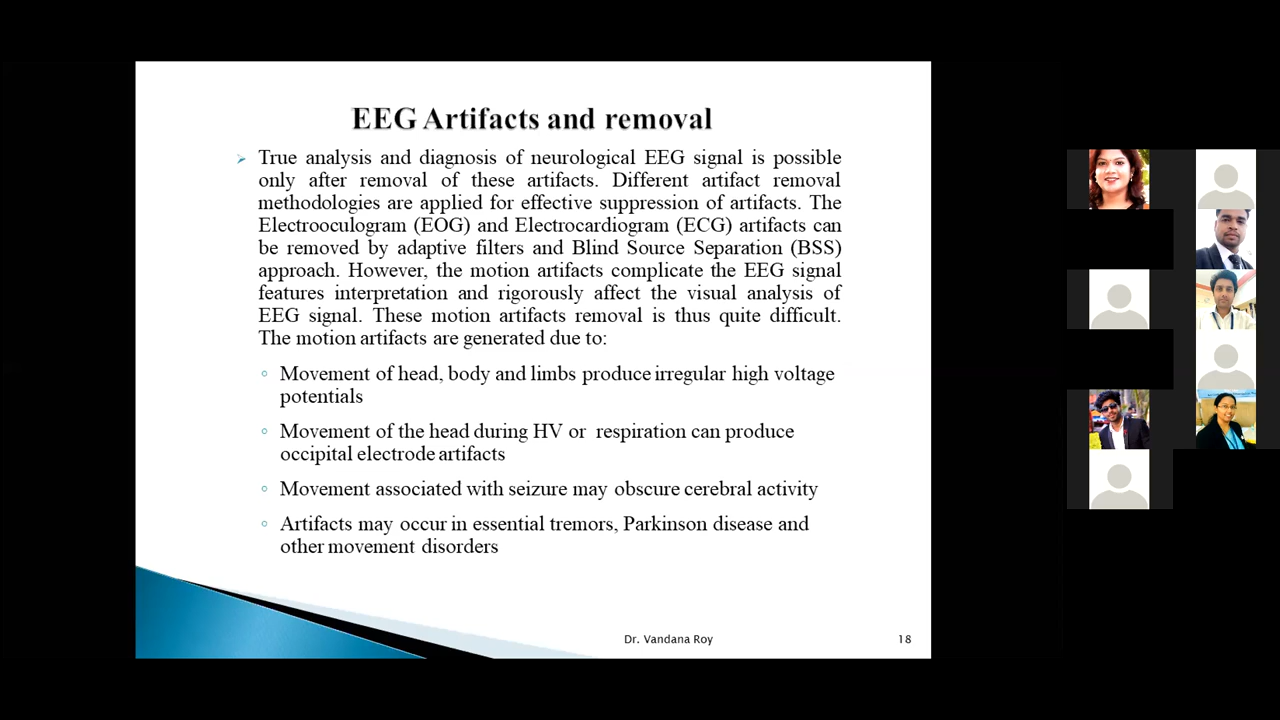 EEG Artifacts and removal
True analysis and diagnosis of neurological EEG signal is possible
only after removal of these artifacts. Different artifact removal
methodologies are applied for effective suppression of artifacts. The
Electrooculogram (EOG) and Electrocardiogram (ECG) artifacts can
be removed by adaptive filters and Blind Source Separation (BSS)
approach. However, the motion artifacts complicate the EEG signal
features interpretation and rigorously affect the visual analysis of
EEG signal. These motion artifacts removal is thus quite difficult.
The motion artifacts are generated due to:
Movement of head, body and limbs produce irregular high voltage
potentials
Movement of the head during HV or respiration can produce
occipital electrode artifacts
Movement associated with seizure may obscure cerebral activity
Artifacts may occur in essential tremors, Parkinson disease and
other movement disorders
Dr. Vandana Roy
18